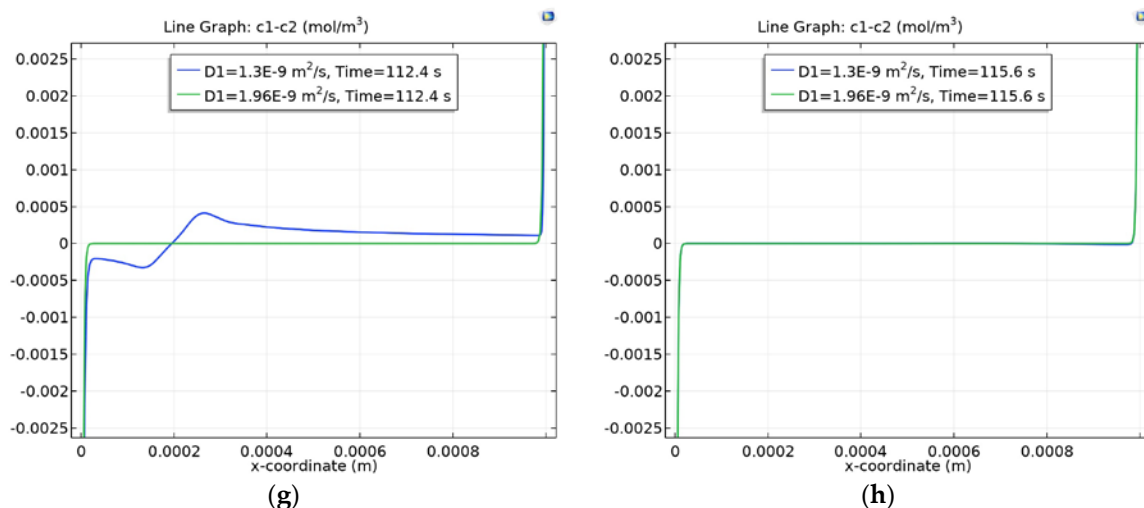 Line Graph: c1-c2 (mol/m³)
D1=1.3E-9 m²/s, Time=112.4 s
D1=1.96E-9 m²/s, Time=112.4 s
0.0025
0.002
0.0015
0.001
0.0005
0
-0.0005
-0.001
-0.0015
-0.002
-0.0025
0 0.0002 0.0004 0.0006 0.0008
x-coordinate (m)
(g)
Line Graph: c1-c2 (mol/m³)
D1=1.3E-9 m²/s, Time=115.6 s
D1=1.96E-9 m²/s, Time=115.6 s
0.0025
0.002
0.0015
0.001
0.0005
0
-0.0005
-0.001
-0.0015
-0.002
-0.0025
0 0.0002 0.0004 0.0006 0.0008
x-coordinate (m)
(h)